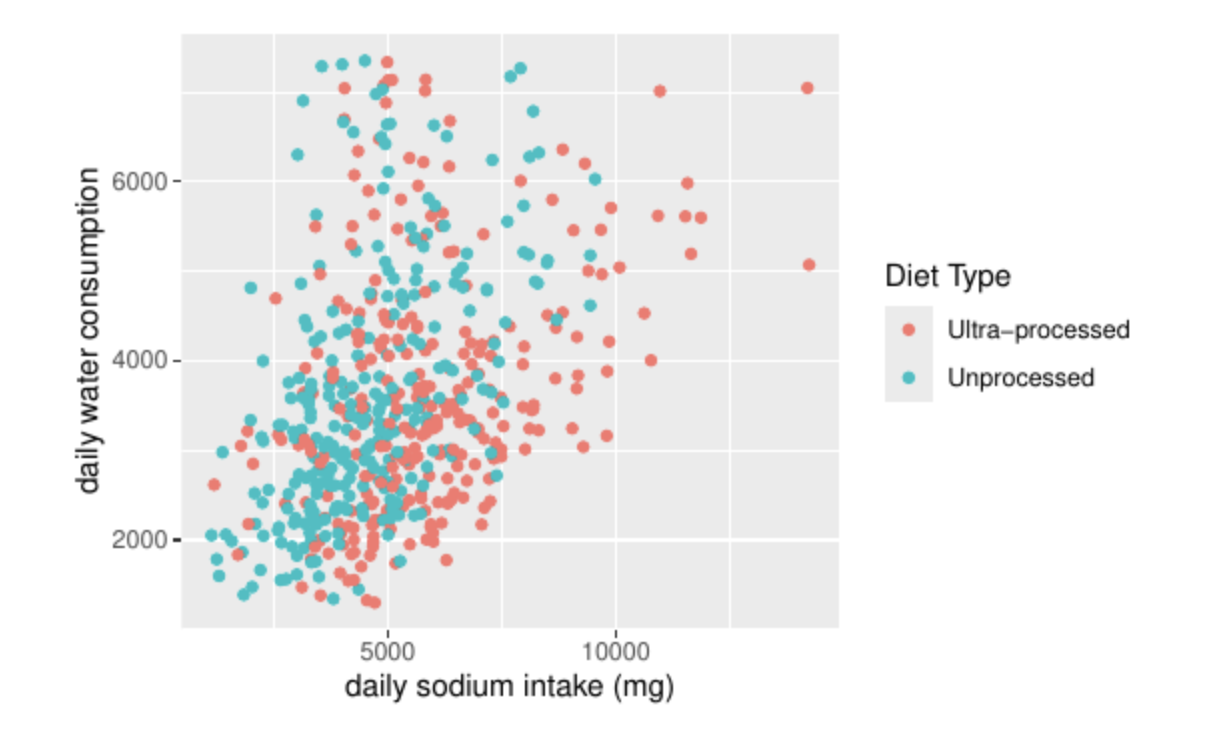 daily water consumption
6000
4000
2000
5000 10000
daily sodium intake (mg)
Diet Type
Ultra−processed
Unprocessed